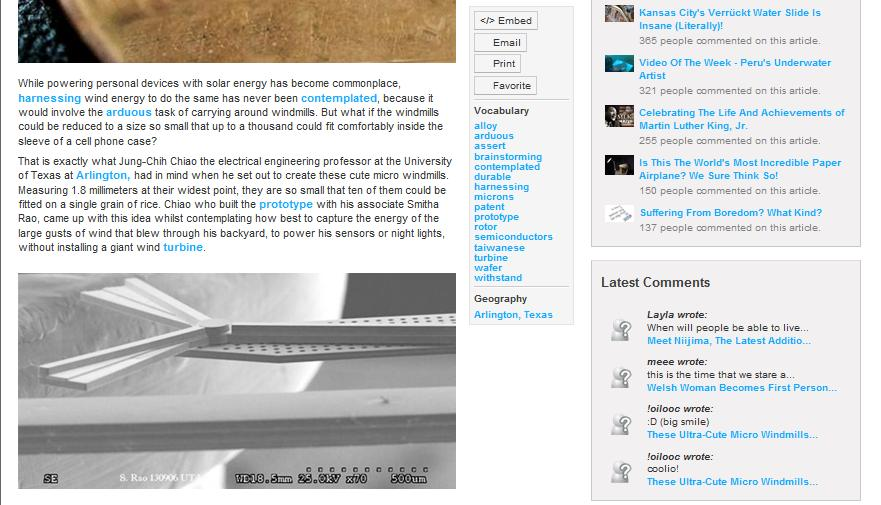 While powering personal devices with solar energy has become commonplace,
harnessing wind energy to do the same has never been contemplated, because it
would involve the arduous task of carrying around windmills. But what if the windmills
could be reduced to a size so small that up to a thousand could fit comfortably inside the
sleeve of a cell phone case?
That is exactly what Jung-Chih Chiao the electrical engineering professor at the University
of Texas at Arlington, had in mind when he set out to create these cute micro windmills.
Measuring 1.8 millimeters at their widest point, they are so small that ten of them could be
fitted on a single grain of rice. Chiao who built the prototype with his associate Smitha
Rao, came up with this idea whilst contemplating how best to capture the energy of the
large gusts of wind that blew through his backyard, to power his sensors or night lights,
without installing a giant wind turbine.
SE
S. Rao 130906 UTA
WD18.5mm 25.0kV x70 500um
</> Embed
Email
Print
Favorite
Vocabulary
alloy
arduous
assert
brainstorming
contemplated
durable
harnessing
microns
patent
prototype
rotor
semiconductors
taiwanese
turbine
wafer
withstand
Geography
Arlington, Texas
Kansas City's Verrückt Water Slide Is
Insane (Literally)!
365 people commented on this article.
Video Of The Week - Peru's Underwater
Artist
321 people commented on this article.
Celebrating The Life And Achievements of
Martin Luther King, Jr.
255 people commented on this article.
Is This The World's Most Incredible Paper
Airplane? We Sure Think So!
150 people commented on this article.
Suffering From Boredom? What Kind?
137 people commented on this article.
Latest Comments
Layla wrote:
When will people be able to live...
Meet Niijima, The Latest Additio...
meee wrote:
this is the time that we stare a...
Welsh Woman Becomes First Person...
!oilooc wrote:
:D (big smile)
These Ultra-Cute Micro Windmills...
!oilooc wrote:
coolio!
These Ultra-Cute Micro Windmills...